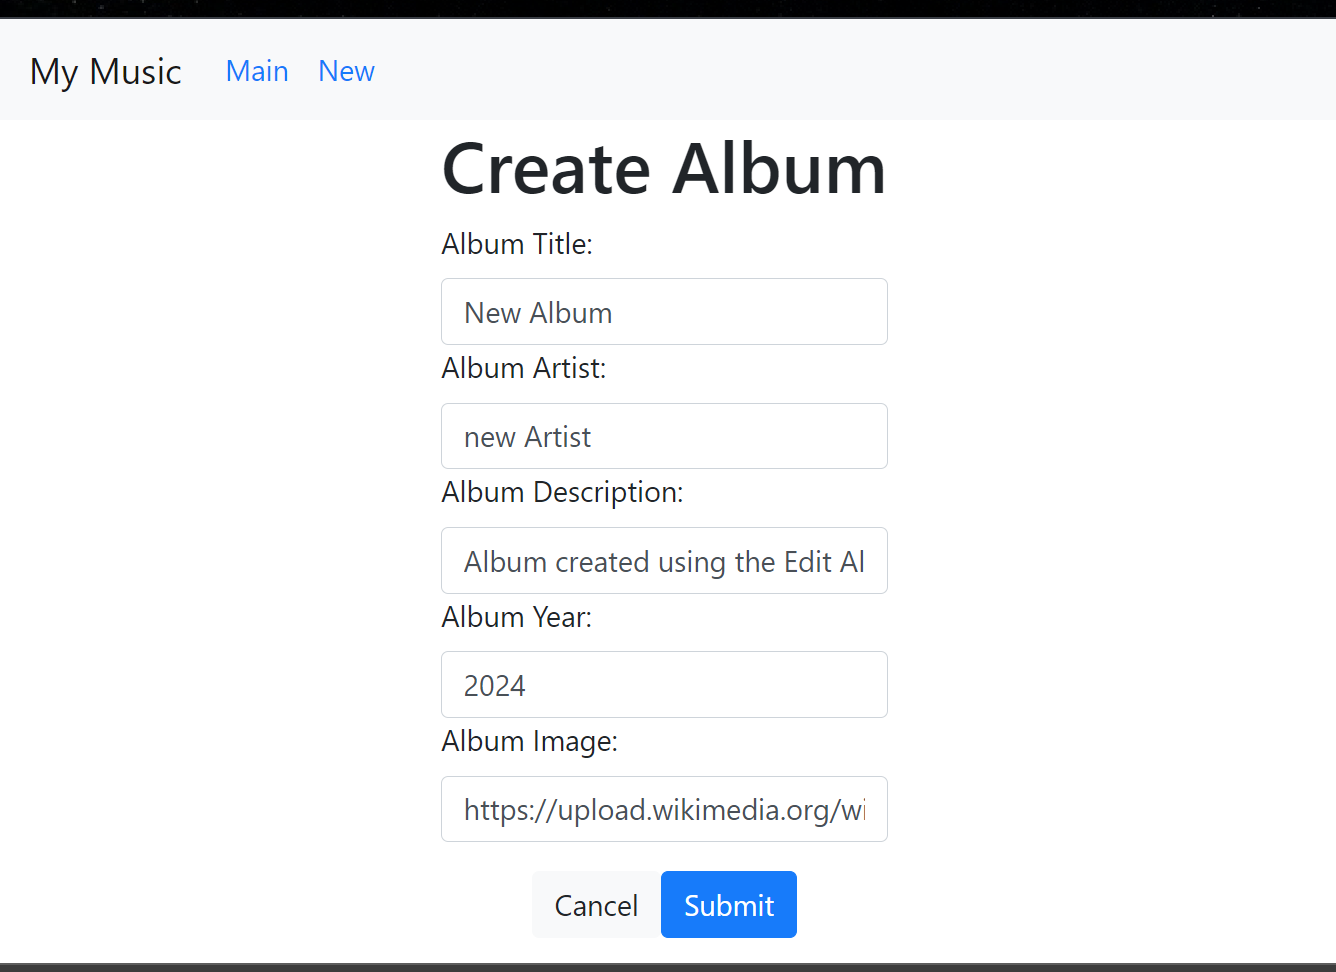 My Music Main New
Create Album
Album Title:
New Album
Album Artist:
new Artist
Album Description:
Album created using the Edit Al
Album Year:
2024
Album Image:
https://upload.wikimedia.org/wi
Cancel Submit